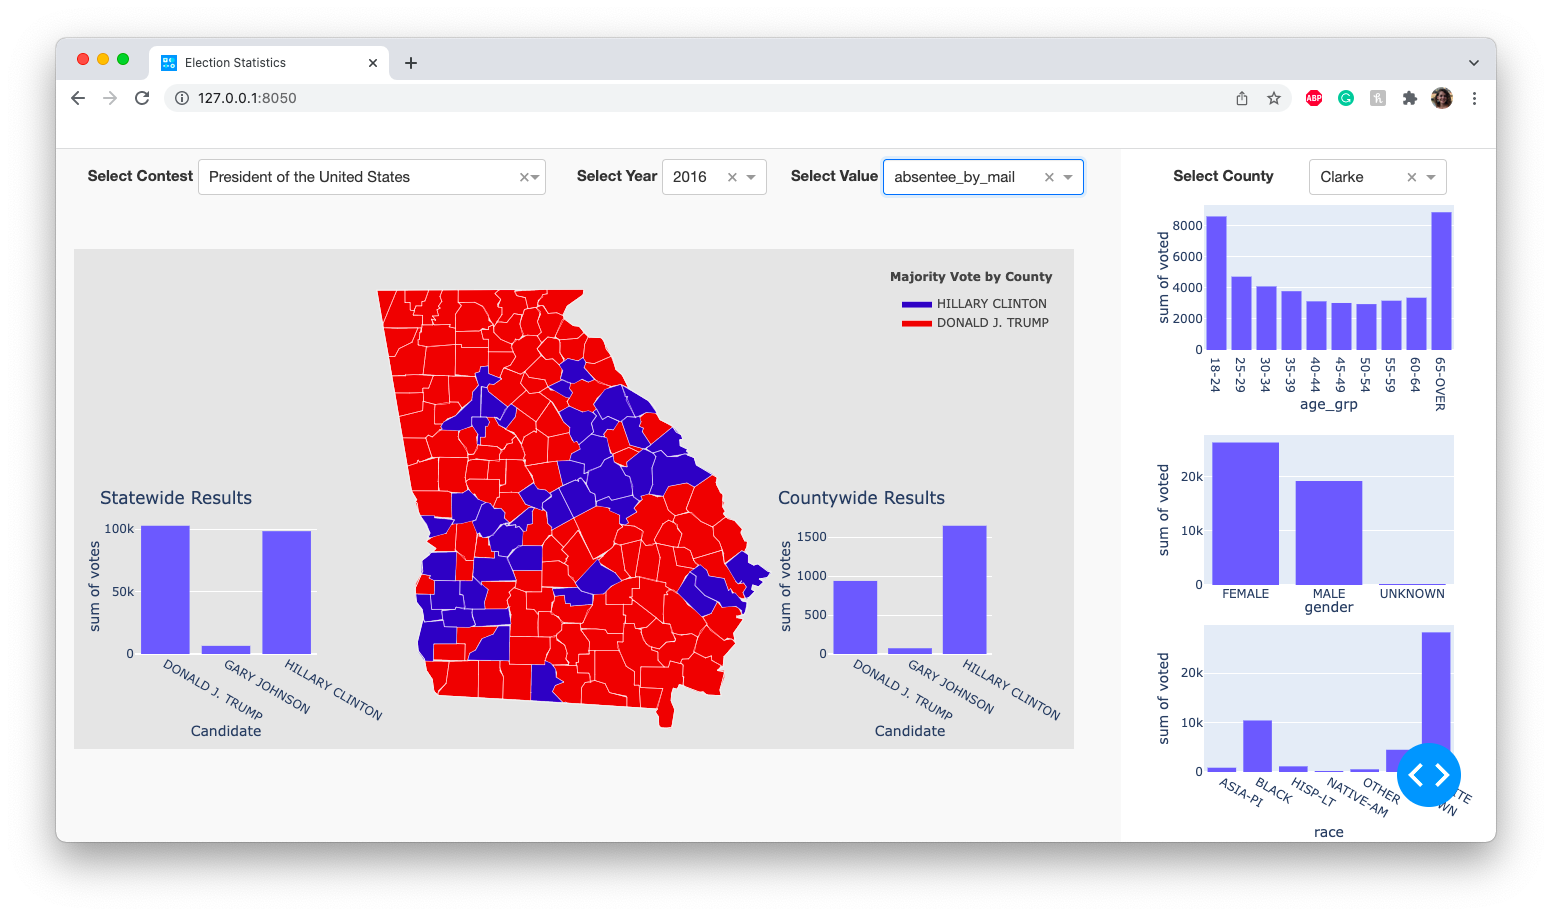 Election Statistics
127.0.0.1:8050
ABP
Select Contest President of the United States Select Year 2016 Select Value absentee_by_mail Select County Clarke
Majority Vote by County
HILLARY CLINTON
DONALD J. TRUMP
Statewide Results
100k
50k
0
sum of votes
DONALD J. TRUMP GARY JOHNSON HILLARY CLINTON
Candidate
Countywide Results
1500
1000
500
0
sum of votes
DONALD J. TRUMP GARY JOHNSON HILLARY CLINTON
Candidate
8000
6000
4000
2000
0
sum of voted
18-24 25-29 30-34 35-39 40-44 45-49 50-54 55-59 60-64 65-OVER
age_grp
20k
10k
0
sum of voted
FEMALE MALE UNKNOWN
gender
20k
10k
0
sum of voted
ASIA-PI BLACK HISP-LT NATIVE-AM OTHER
race